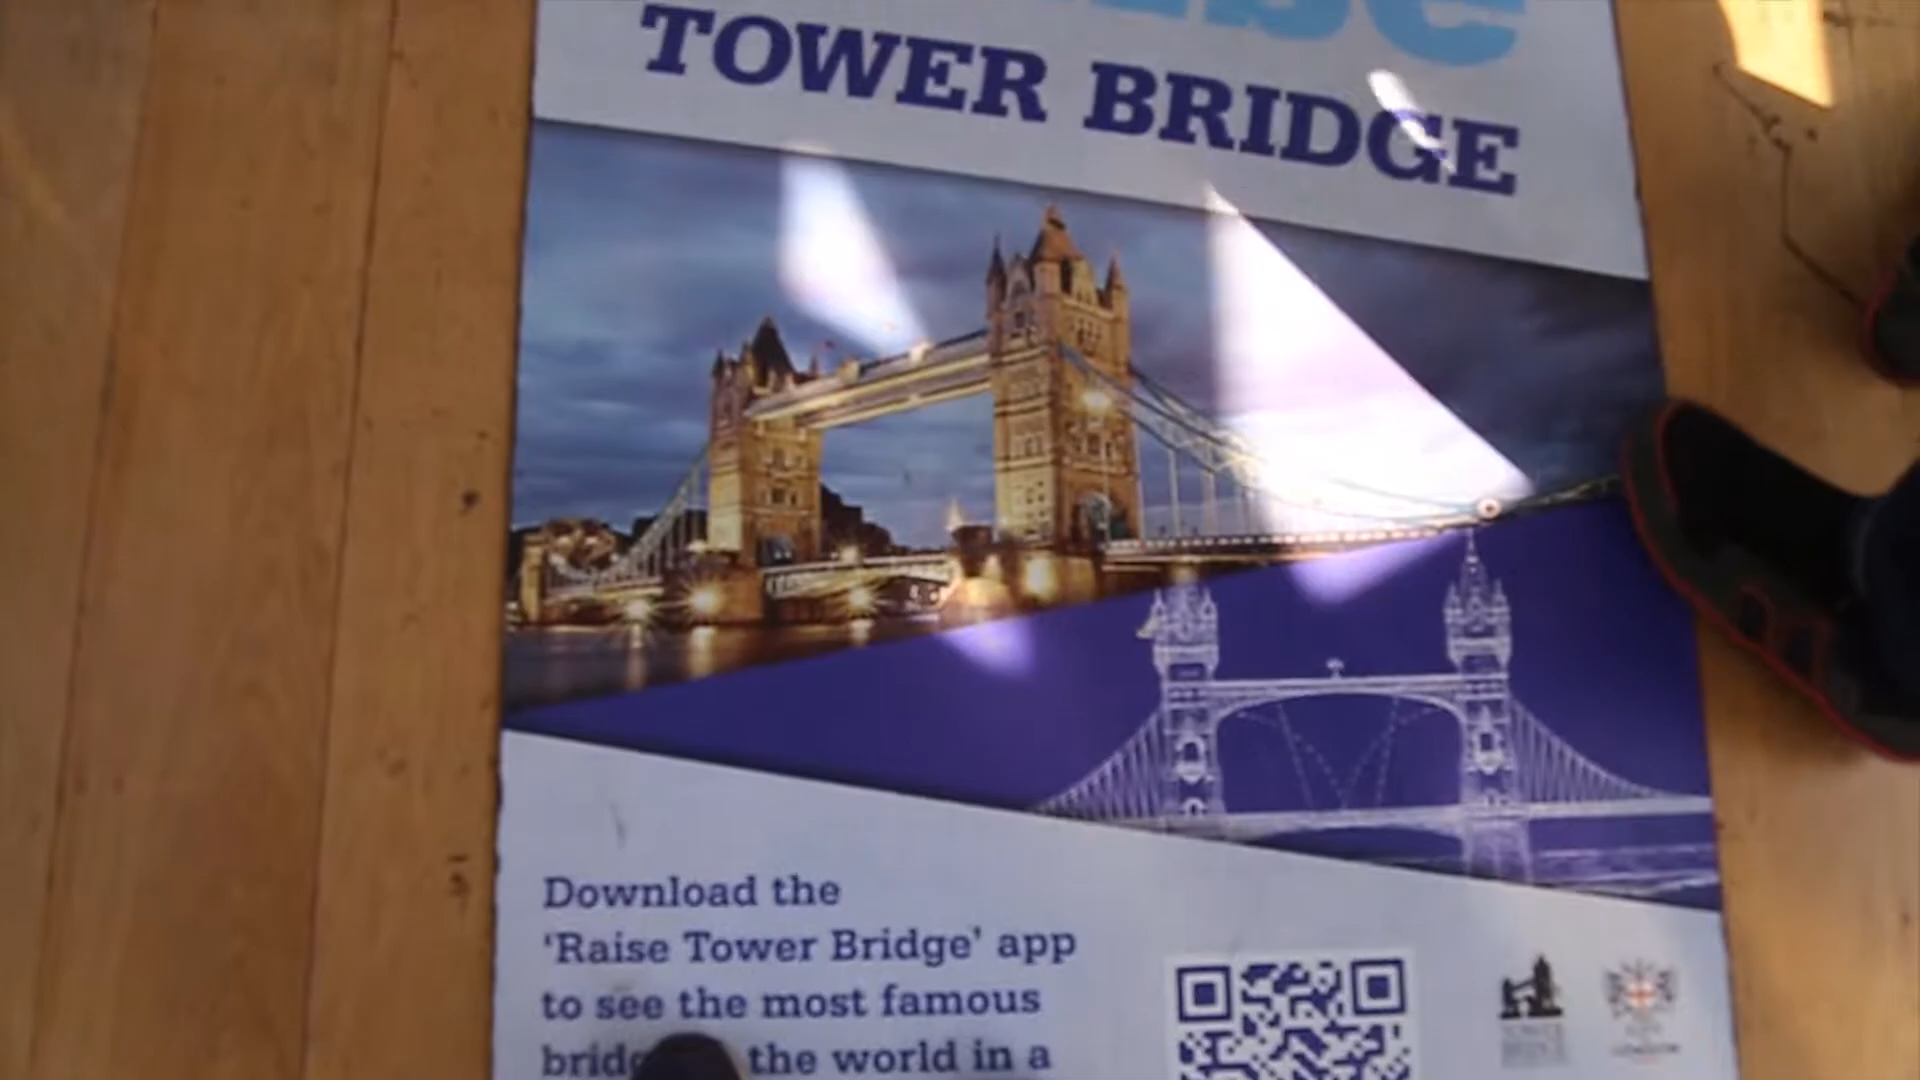 TOWER BRIDGE
Download the
‘Raise Tower Bridge’ app
to see the most famous
the world in a